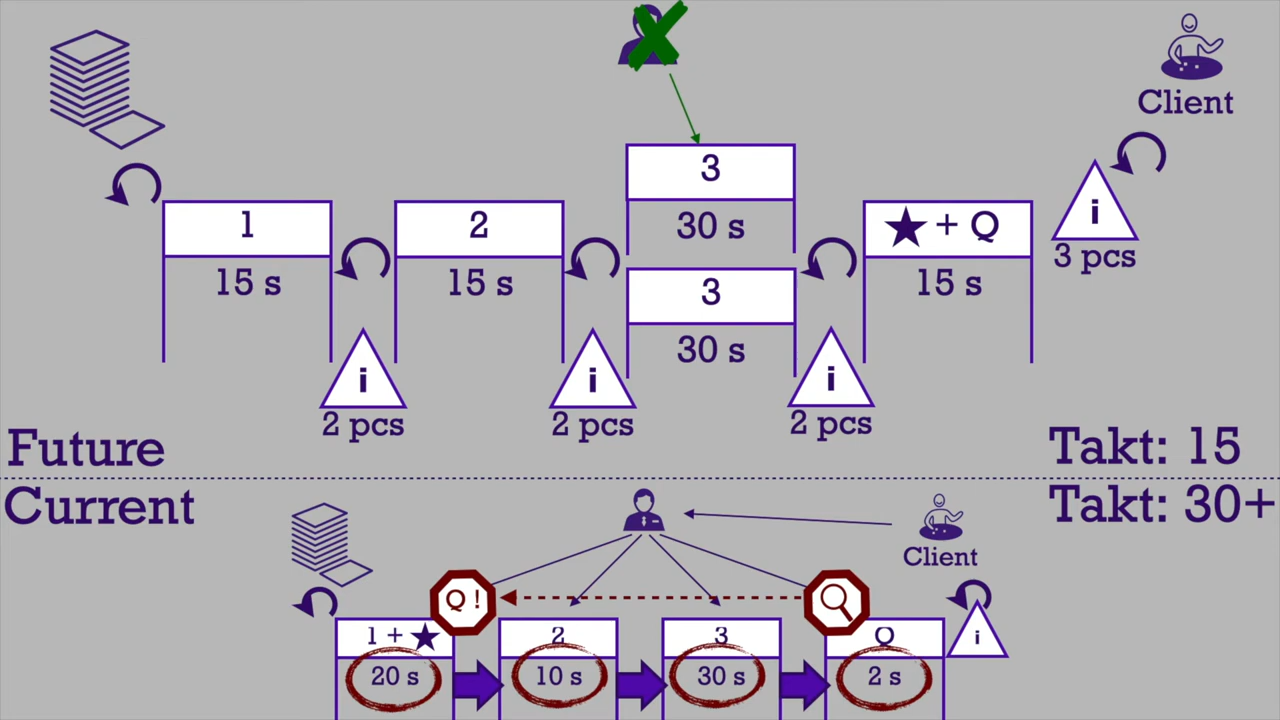 Client
3
30 s
1
15 s
2
15 s
3
30 s
★ + Q
15 s
i
3 pcs
i
2 pcs
i
2 pcs
i
2 pcs
Future
Takt: 15
Current
Takt: 30+
Client
Q !
1 + ★
20 s
2
10 s
3
30 s
Q
2 s
i